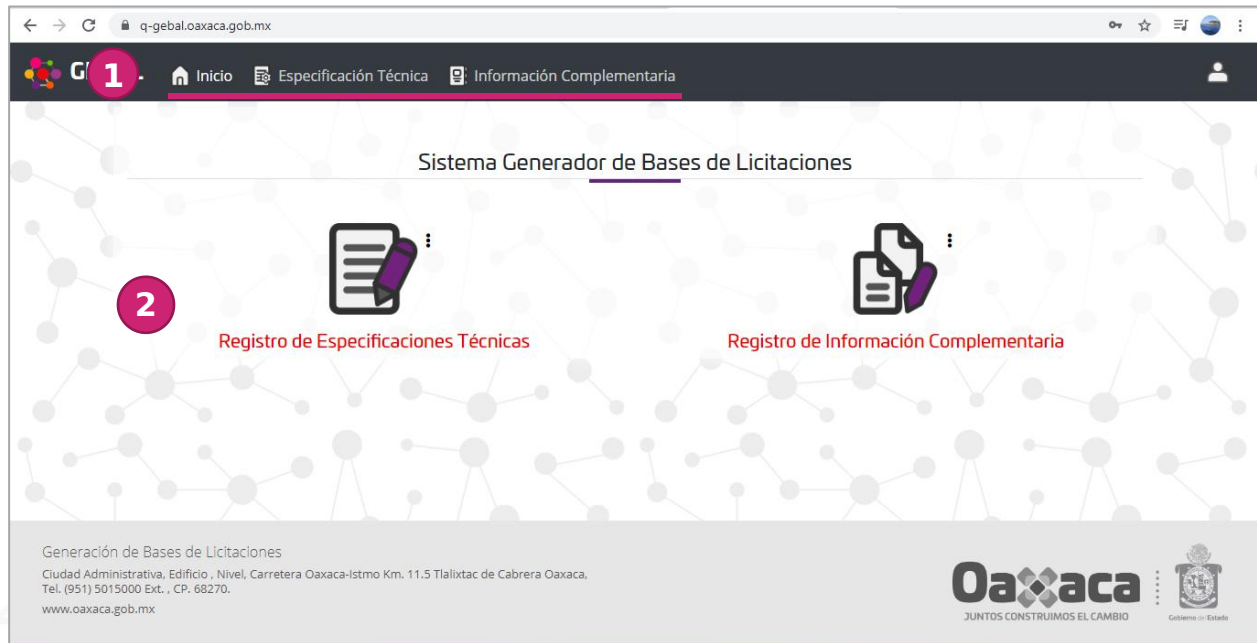 q-gebal.oaxaca.gob.mx
1
Inicio
Especificación Técnica
Información Complementaria
Sistema Generador de Bases de Licitaciones
2
Registro de Especificaciones Técnicas
Registro de Información Complementaria
Generación de Bases de Licitaciones
Ciudad Administrativa, Edificio , Nivel, Carretera Oaxaca-Istmo Km. 11.5 Tlalixtac de Cabrera Oaxaca,
Tel. (951) 5015000 Ext. , CP. 68270.
www.oaxaca.gob.mx
Oaxaca
JUNTOS CONSTRUIMOS EL CAMBIO
Gobierno del Estado